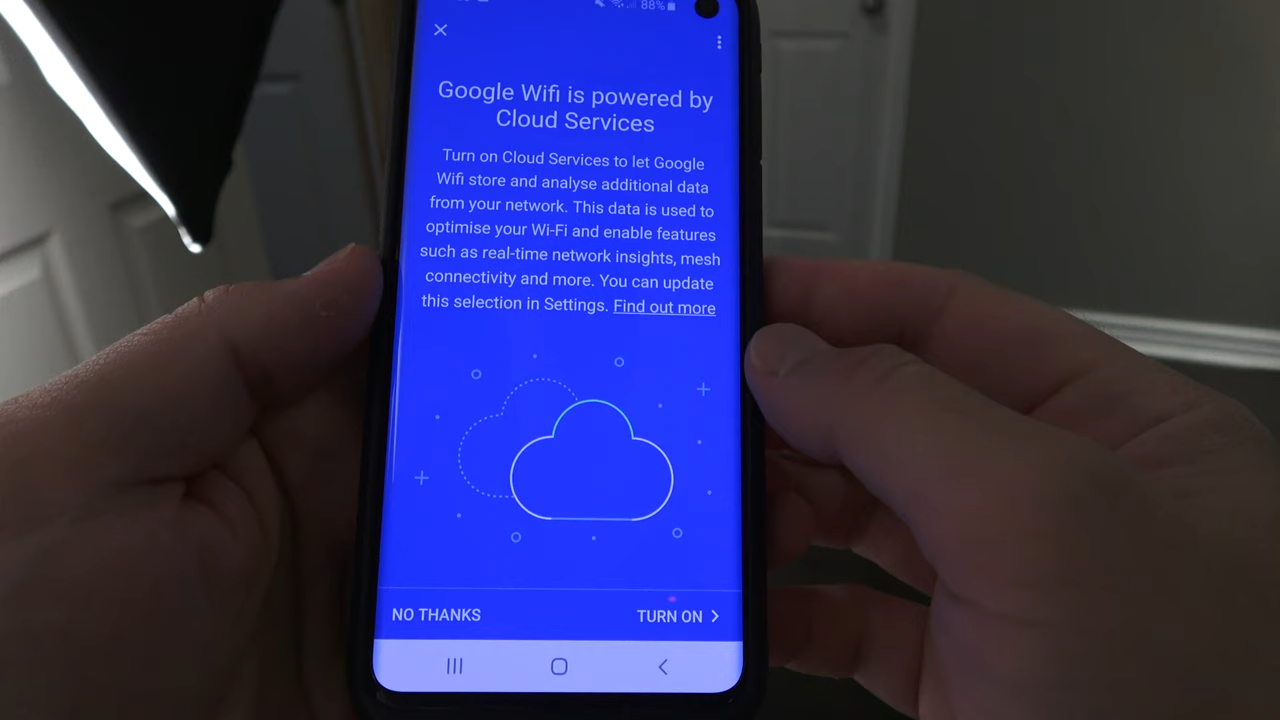 88%
Google Wifi is powered by
Cloud Services
Turn on Cloud Services to let Google
Wifi store and analyse additional data
from your network. This data is used to
optimise your Wi-Fi and enable features
such as real-time network insights, mesh
connectivity and more. You can update
this selection in Settings. Find out more
NO THANKS TURN ON